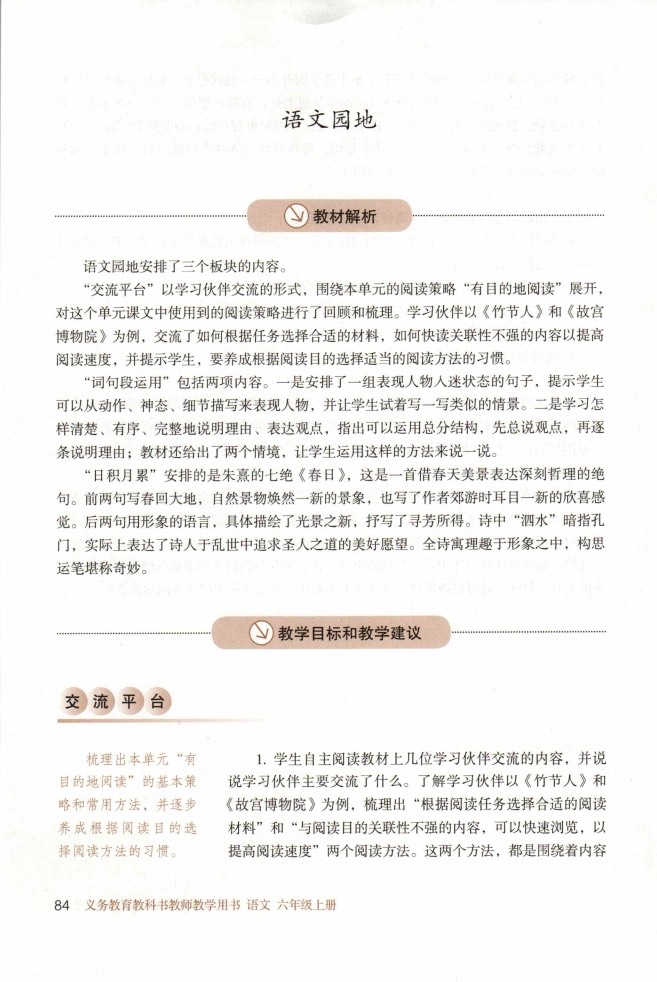 语文园地
教材解析
语文园地安排了三个板块的内容。
“交流平台”以学习伙伴交流的形式，围绕本单元的阅读策略“有目的地阅读”展开，
对这个单元课文中使用到的阅读策略进行了回顾和梳理。学习伙伴以《竹节人》和《故宫
博物院》为例，交流了如何根据任务选择合适的材料，如何快读关联性不强的内容以提高
阅读速度，并提示学生，要养成根据阅读目的选择适当的阅读方法的习惯。
“词句段运用”包括两项内容。一是安排了一组表现人物入迷状态的句子，提示学生
可以从动作、神态、细节描写来表现人物，并让学生试着写一写类似的情景。二是学习怎
样清楚、有序、完整地说明理由、表达观点，指出可以运用总分结构，先总说观点，再逐
条说明理由；教材还给出了两个情境，让学生运用这样的方法来说一说。
“日积月累”安排的是朱熹的七绝《春日》，这是一首借春天美景表达深刻哲理的绝
句。前两句写春回大地，自然景物焕然一新的景象，也写了作者郊游时耳目一新的欣喜感
觉。后两句用形象的语言，具体描绘了光景之新，抒写了寻芳所得。诗中“泗水”暗指孔
门，实际上表达了诗人于乱世中追求圣人之道的美好愿望。全诗寓理趣于形象之中，构思
运笔堪称奇妙。
教学目标和教学建议
交流平台
梳理出本单元“有
目的地阅读”的基本策
略和常用方法，并逐步
养成根据阅读目的选
择阅读方法的习惯。
1. 学生自主阅读教材上几位学习伙伴交流的内容，并说
说学习伙伴主要交流了什么。了解学习伙伴以《竹节人》和
《故宫博物院》为例，梳理出“根据阅读任务选择合适的阅读
材料”和“与阅读目的关联性不强的内容，可以快速浏览，以
提高阅读速度”两个阅读方法。这两个方法，都是围绕着内容
84 义务教育教科书教师教学用书 语文 六年级上册